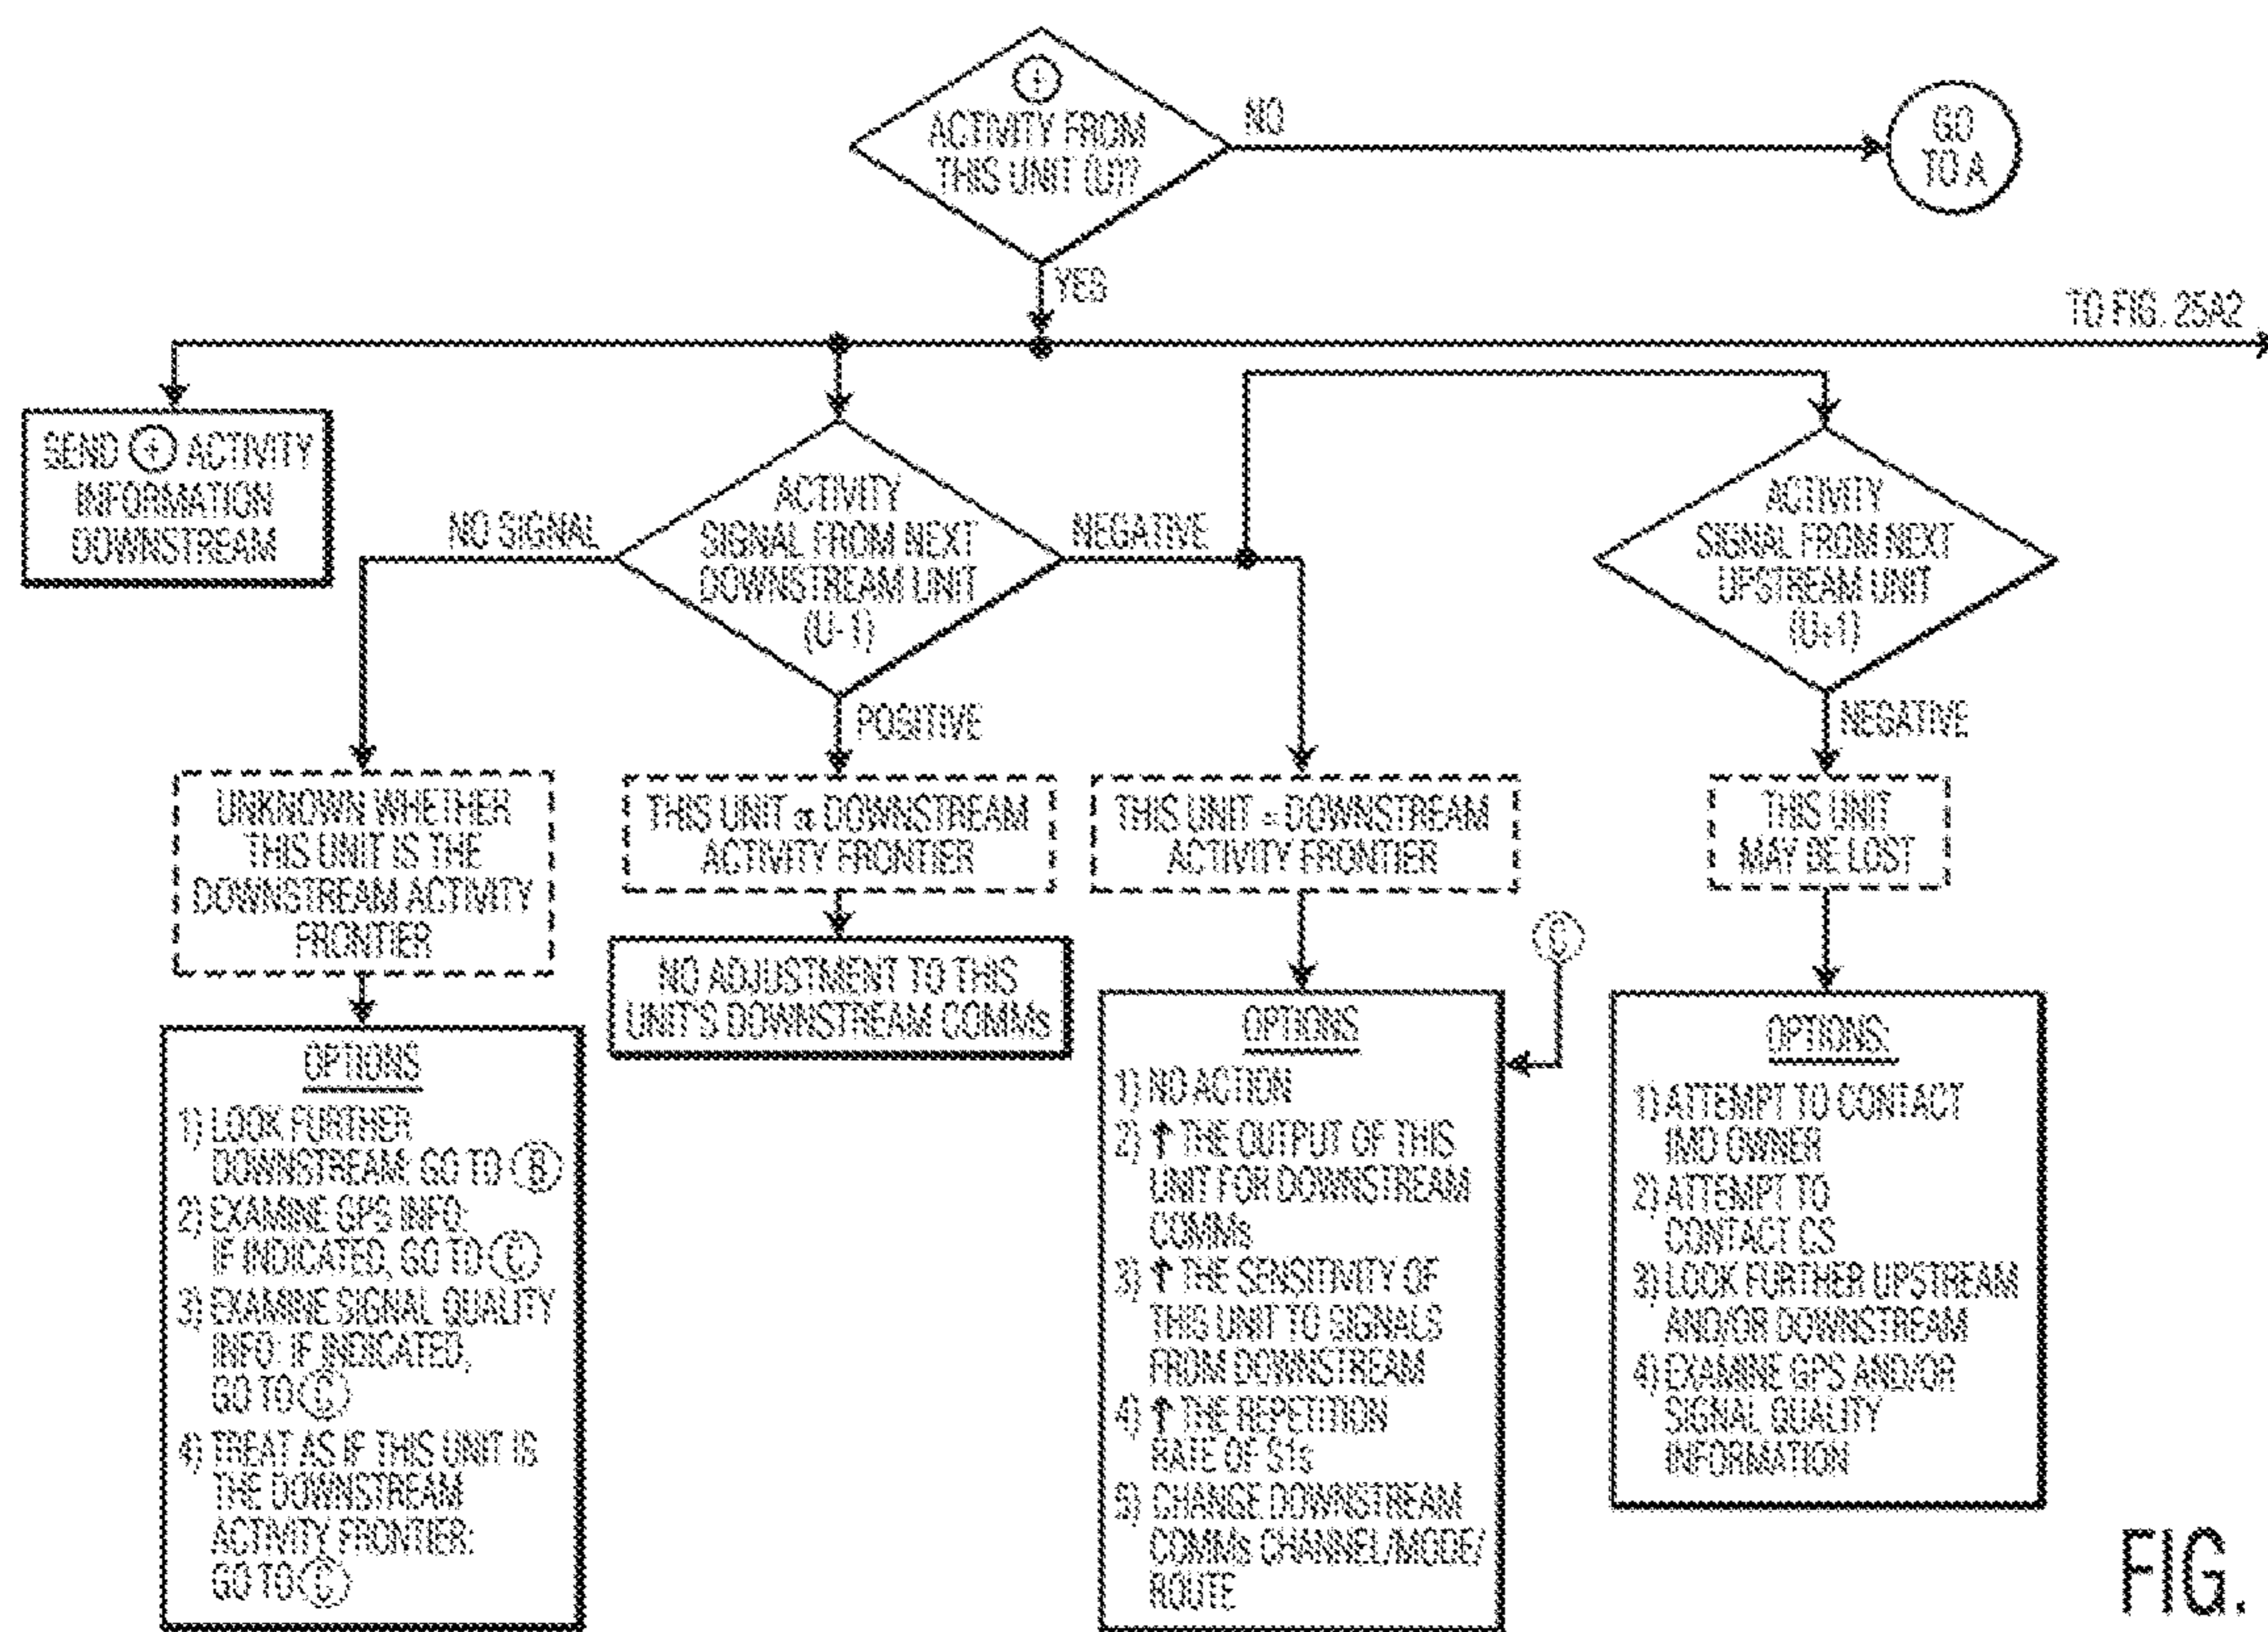 +
ACTIVITY FROM
THIS UNIT (U)?
NO
GO
TO A
YES
TO FIG. 25A2
SEND + ACTIVITY
INFORMATION
DOWNSTREAM
NO SIGNAL
ACTIVITY
SIGNAL FROM NEXT
DOWNSTREAM UNIT
(U-1)
NEGATIVE
POSITIVE
ACTIVITY
SIGNAL FROM NEXT
UPSTREAM UNIT
(U+1)
NEGATIVE
UNKNOWN WHETHER
THIS UNIT IS THE
DOWNSTREAM ACTIVITY
FRONTIER
THIS UNIT ≠ DOWNSTREAM
ACTIVITY FRONTIER
THIS UNIT = DOWNSTREAM
ACTIVITY FRONTIER
THIS UNIT
MAY BE LOST
NO ADJUSTMENT TO THIS
UNIT'S DOWNSTREAM COMMs
C
OPTIONS
1) LOOK FURTHER
DOWNSTREAM: GO TO B
2) EXAMINE GPS INFO:
IF INDICATED, GO TO C
3) EXAMINE SIGNAL QUALITY
INFO: IF INDICATED,
GO TO C
4) TREAT AS IF THIS UNIT IS
THE DOWNSTREAM
ACTIVITY FRONTIER:
GO TO C
OPTIONS
1) NO ACTION
2) ↑ THE OUTPUT OF THIS
UNIT FOR DOWNSTREAM
COMMs
3) ↑ THE SENSITIVITY OF
THIS UNIT TO SIGNALS
FROM DOWNSTREAM
4) ↑ THE REPETITION
RATE OF S1s
5) CHANGE DOWNSTREAM
COMMs CHANNEL/MODE/
ROUTE
OPTIONS:
1) ATTEMPT TO CONTACT
IMD OWNER
2) ATTEMPT TO
CONTACT CS
3) LOOK FURTHER UPSTREAM
AND/OR DOWNSTREAM
4) EXAMINE GPS AND/OR
SIGNAL QUALITY
INFORMATION
FIG.